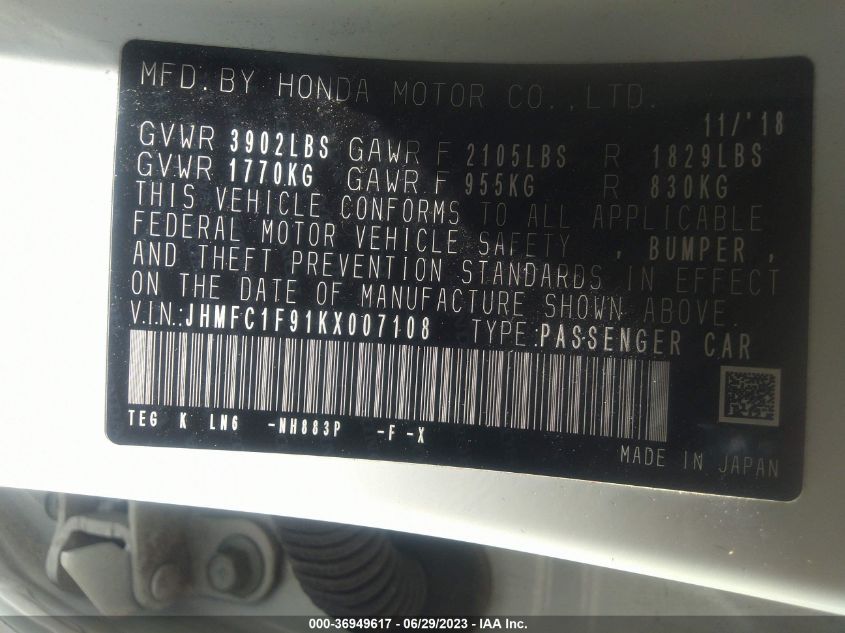 MFD. BY HONDA MOTOR CO., LTD.
11/'18
GVWR 3902LBS GAWR F 2105LBS R 1829LBS
GVWR 1770KG GAWR F 955KG R 830KG
THIS VEHICLE CONFORMS TO ALL APPLICABLE
FEDERAL MOTOR VEHICLE SAFETY , BUMPER ,
AND THEFT PREVENTION STANDARDS IN EFFECT
ON THE DATE OF MANUFACTURE SHOWN ABOVE.
V.I.N.:JHMFC1F91KX007108 TYPE:PASSENGER CAR
TEG K LN6 -NH883P -F -X
MADE IN JAPAN
000-36949617 - 06/29/2023 - IAA Inc.